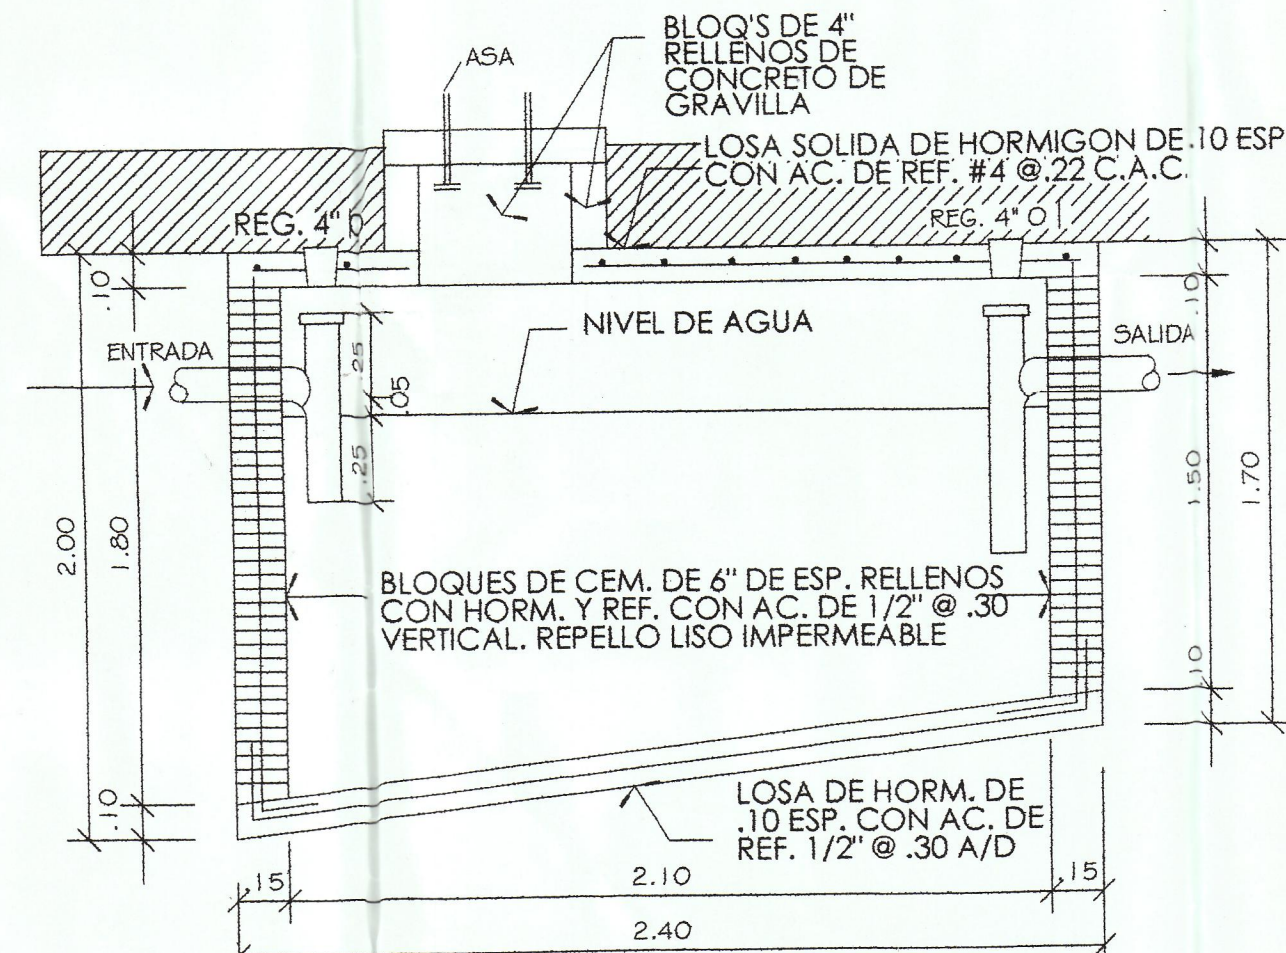 BLOQ'S DE 4"
RELLENOS DE
CONCRETO DE
GRAVILLA
ASA
LOSA SOLIDA DE HORMIGON DE .10 ESP
CON AC. DE REF. #4 @.22 C.A.C.
REG. 4" O
REG. 4" O
.10
.10
NIVEL DE AGUA
ENTRADA
SALIDA
.25
.05
.25
2.00
1.80
1.50
1.70
BLOQUES DE CEM. DE 6" DE ESP. RELLENOS
CON HORM. Y REF. CON AC. DE 1/2" @ .30
VERTICAL. REPELLO LISO IMPERMEABLE
.10
.10
LOSA DE HORM. DE
.10 ESP. CON AC. DE
REF. 1/2" @ .30 A/D
.15
2.10
.15
2.40